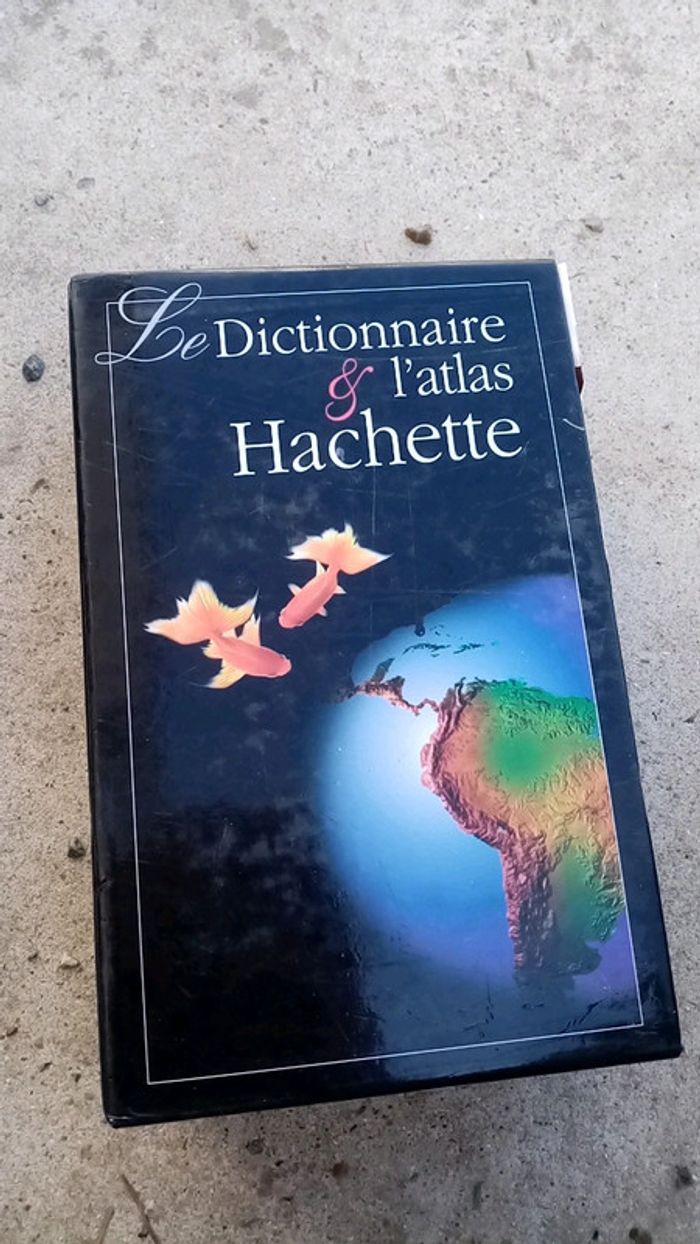 Le Dictionnaire
& l'atlas
Hachette